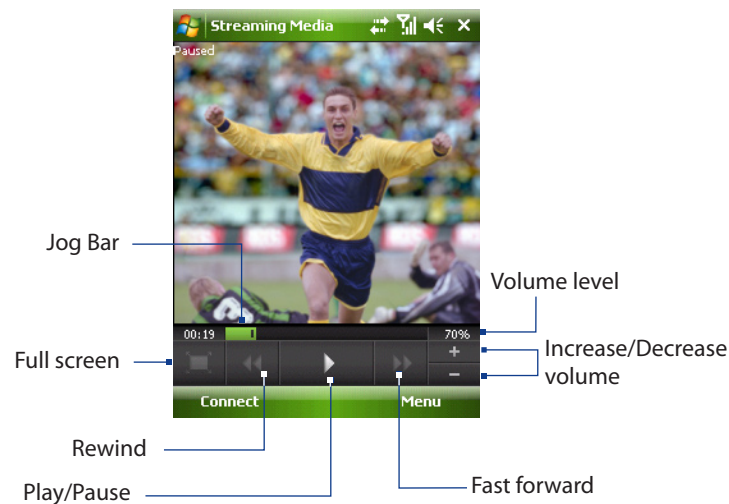 Streaming Media
Paused
Jog Bar
Volume level
00:19
70%
Full screen
+
Increase/Decrease
volume
−
Connect
Menu
Rewind
Fast forward
Play/Pause